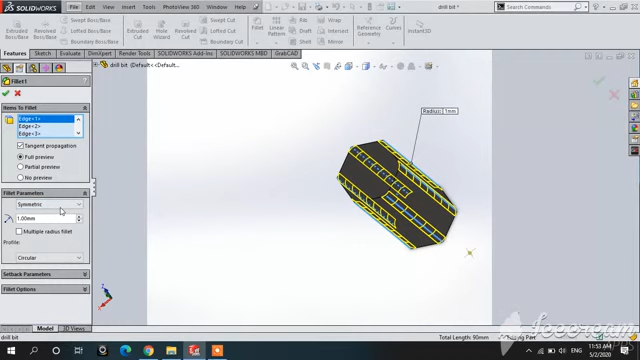 SOLIDWORKS File Edit View Insert Tools PhotoView 360 Window Help drill bit * Search Commands
Extruded Boss/Base Revolved Boss/Base Swept Boss/Base Lofted Boss/Base Boundary Boss/Base Extruded Cut Hole Wizard Revolved Cut Swept Cut Lofted Cut Boundary Cut Fillet Linear Pattern Rib Draft Shell Wrap Intersect Mirror Reference Geometry Curves Instant3D
Features Sketch Evaluate DimXpert Render Tools SOLIDWORKS Add-Ins SOLIDWORKS MBD GrabCAD
drill bit (Default<<Default>...
Fillet1
Items To Fillet
Edge<1>
Edge<2>
Edge<3>
Tangent propagation
Full preview
Partial preview
No preview
Fillet Parameters
Symmetric
1.00mm
Multiple radius fillet
Profile:
Circular
Setback Parameters
Fillet Options
Radius: 1mm
Z
X
Model 3D Views
drill bit Total Length: 90mm Editing Part
Icecream
ENG 11:53 AM
5/2/2020